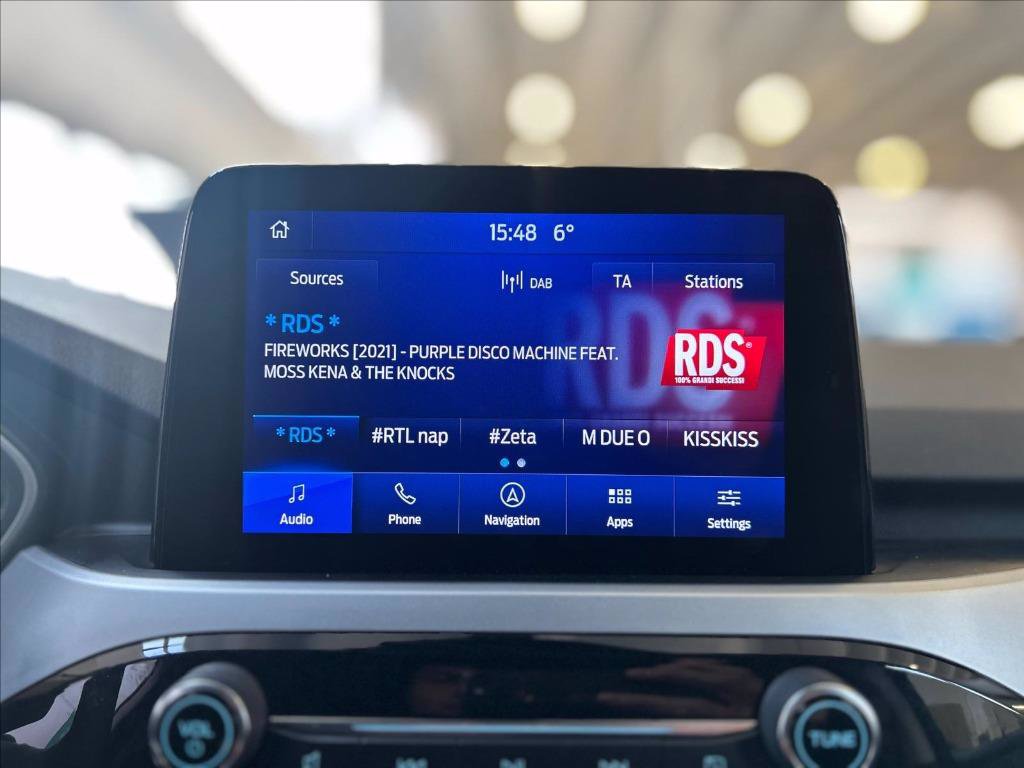 15:48 6°
Sources
DAB
TA
Stations
* RDS *
FIREWORKS [2021] - PURPLE DISCO MACHINE FEAT.
MOSS KENA & THE KNOCKS
RDS®
100% GRANDI SUCCESSI
* RDS *
#RTL nap
#Zeta
M DUE O
KISSKISS
Audio
Phone
Navigation
Apps
Settings
VOL
TUNE